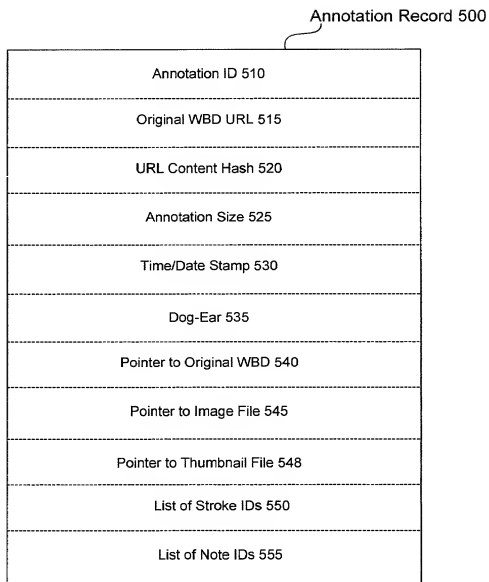 Annotation Record 500
Annotation ID 510
Original WBD URL 515
URL Content Hash 520
Annotation Size 525
Time/Date Stamp 530
Dog-Ear 535
Pointer to Original WBD 540
Pointer to Image File 545
Pointer to Thumbnail File 548
List of Stroke IDs 550
List of Note IDs 555